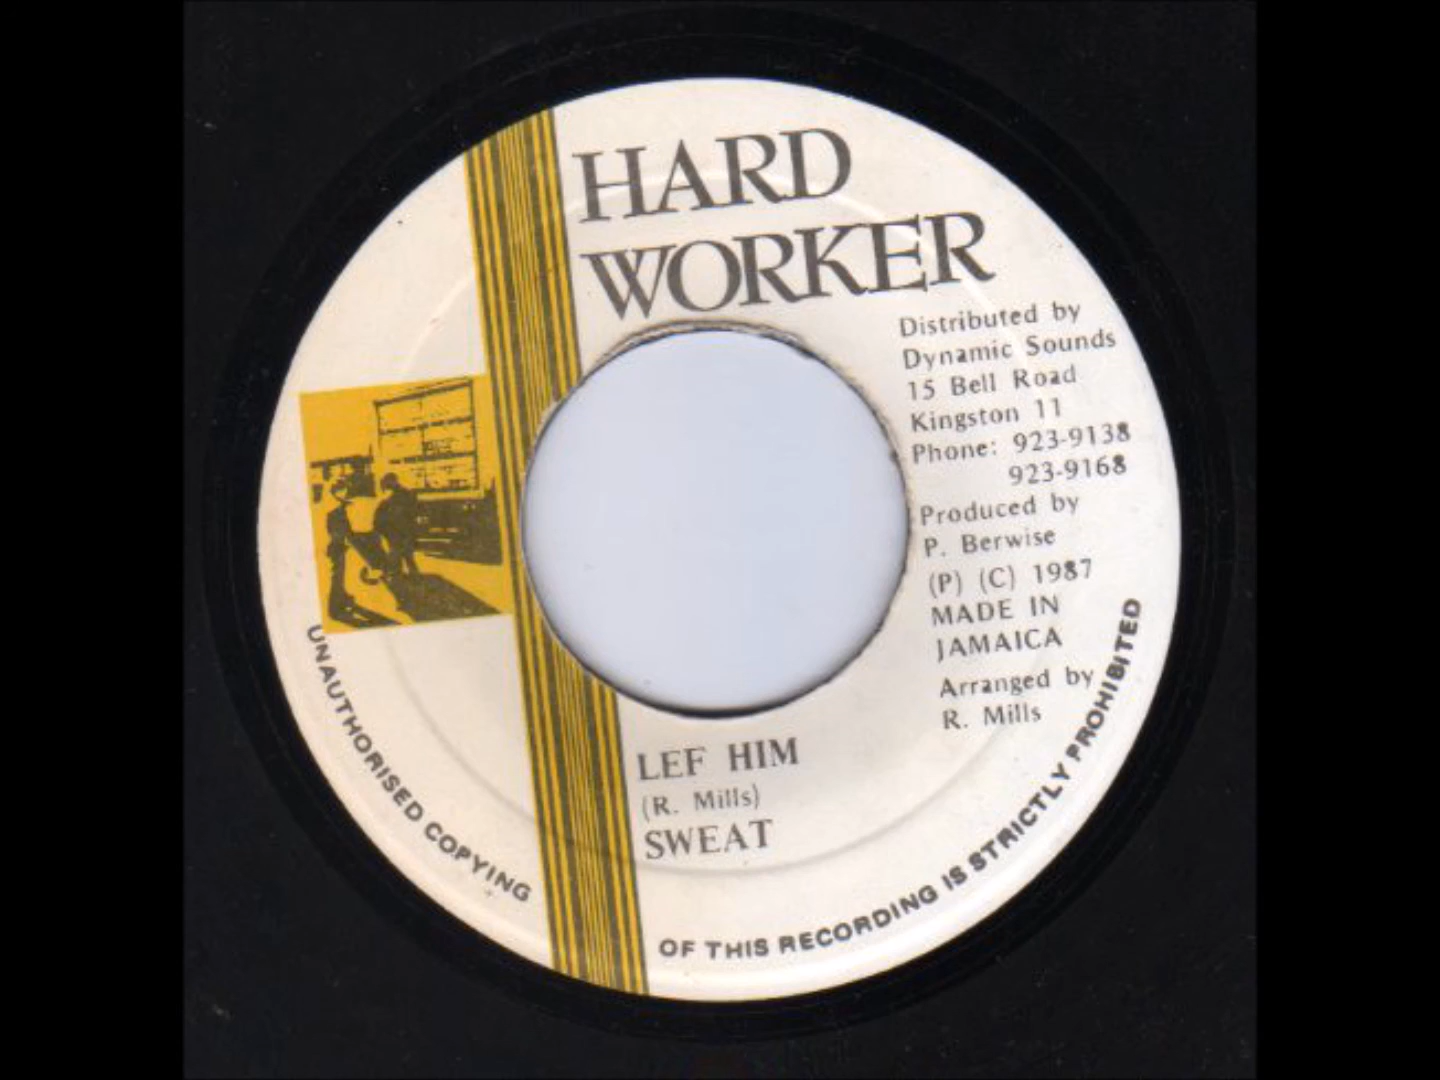 HARD
WORKER
Distributed by
Dynamic Sounds
15 Bell Road
Kingston 11
Phone: 923-9138
923-9168
Produced by
P. Berwise
(P) (C) 1987
MADE IN
JAMAICA
Arranged by
R. Mills
LEF HIM
(R. Mills)
SWEAT
UNAUTHORISED COPYING OF THIS RECORDING IS STRICTLY PROHIBITED